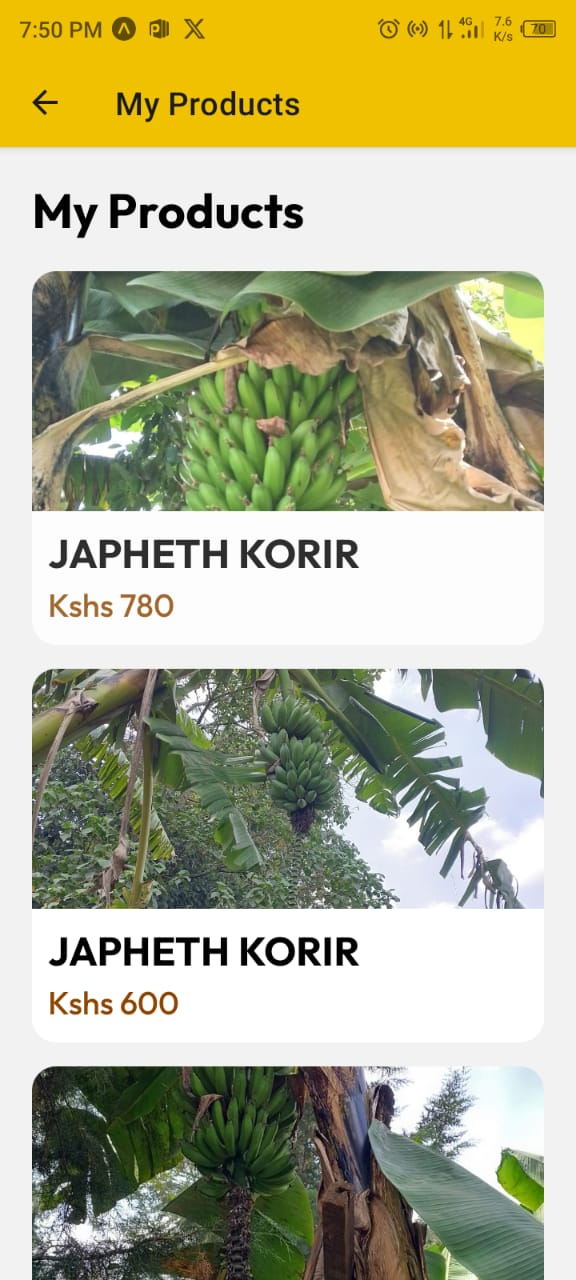 7:50 PM
4G
7.6
K/s
70
My Products
My Products
JAPHETH KORIR
Kshs 780
JAPHETH KORIR
Kshs 600